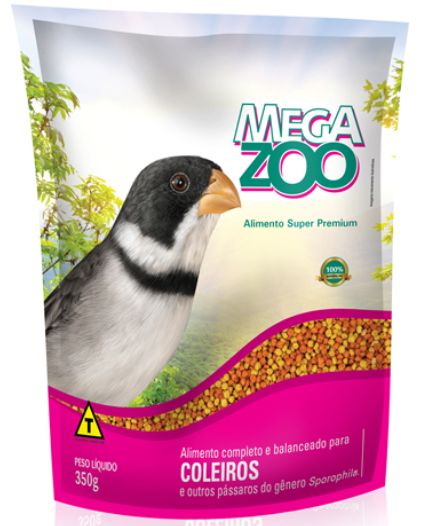 MEGA
ZOO
Alimento Super Premium
100%
T
PESO LÍQUIDO
350g
Alimento completo e balanceado para
COLEIROS
e outros pássaros do gênero Sporophila.